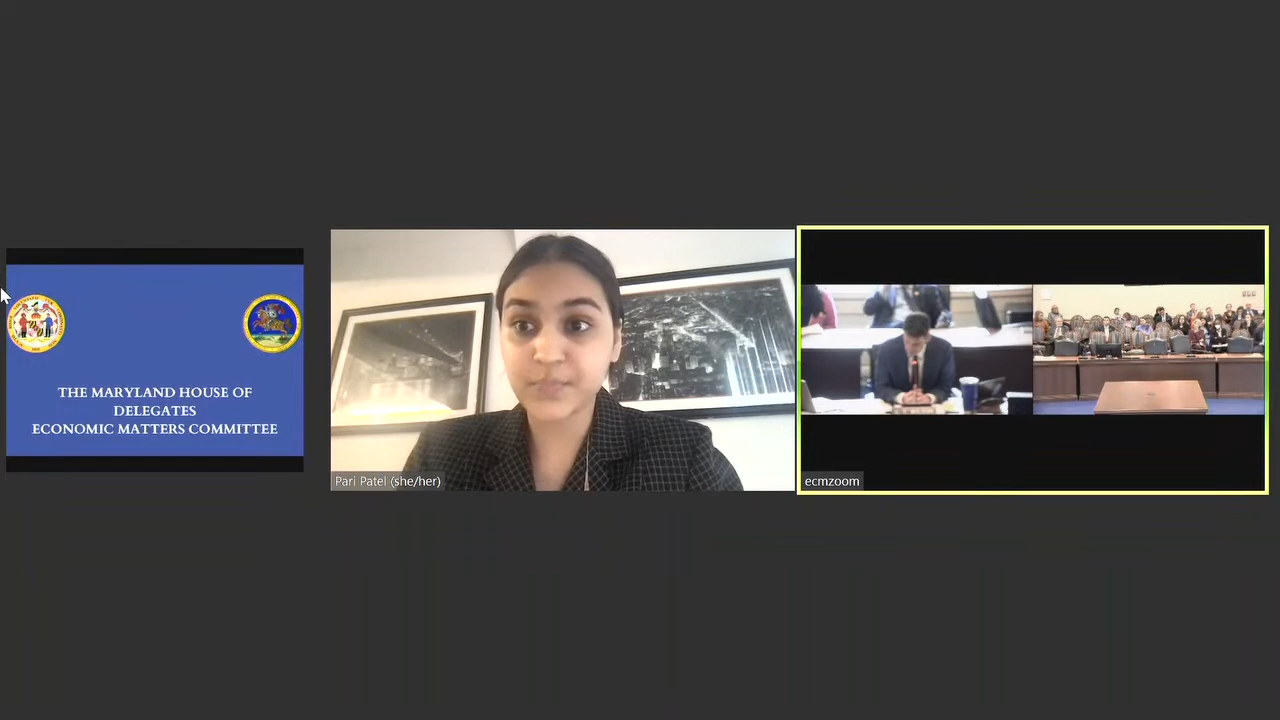 THE MARYLAND HOUSE OF
DELEGATES
ECONOMIC MATTERS COMMITTEE
Pari Patel (she/her)
ecmzoom